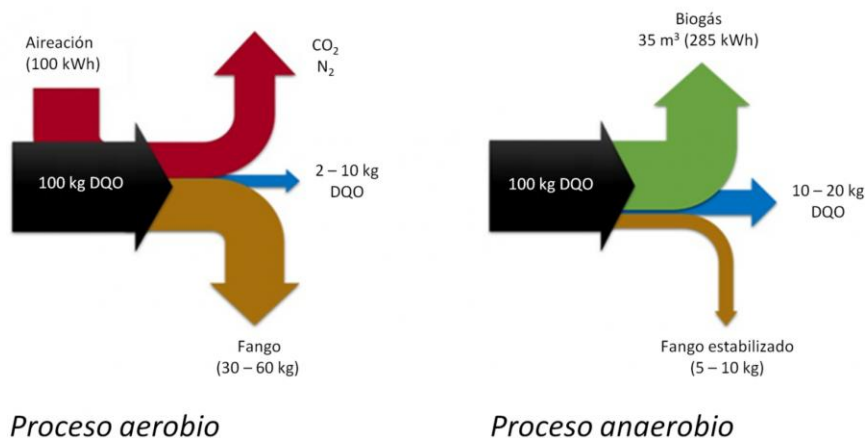 Aireación
(100 kWh)
CO₂
N₂
100 kg DQO
2 – 10 kg
DQO
Fango
(30 – 60 kg)
Proceso aerobio
Biogás
35 m³ (285 kWh)
100 kg DQO
10 – 20 kg
DQO
Fango estabilizado
(5 – 10 kg)
Proceso anaerobio